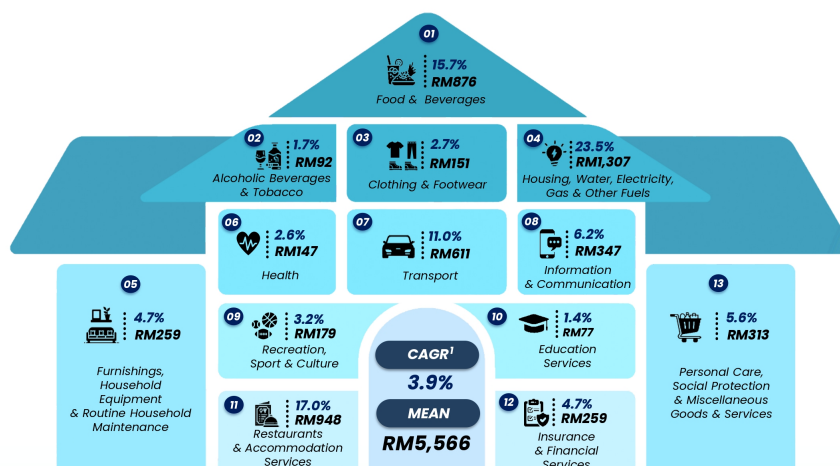 01
15.7%
RM876
Food & Beverages
02
1.7%
RM92
Alcoholic Beverages
& Tobacco
03
2.7%
RM151
Clothing & Footwear
04
23.5%
RM1,307
Housing, Water, Electricity,
Gas & Other Fuels
05
4.7%
RM259
Furnishings,
Household
Equipment
& Routine Household
Maintenance
06
2.6%
RM147
Health
07
11.0%
RM611
Transport
08
6.2%
RM347
Information
& Communication
09
3.2%
RM179
Recreation,
Sport & Culture
10
1.4%
RM77
Education
Services
11
17.0%
RM948
Restaurants
& Accommodation
Services
12
4.7%
RM259
Insurance
& Financial
Services
13
5.6%
RM313
Personal Care,
Social Protection
& Miscellaneous
Goods & Services
CAGR¹
3.9%
MEAN
RM5,566